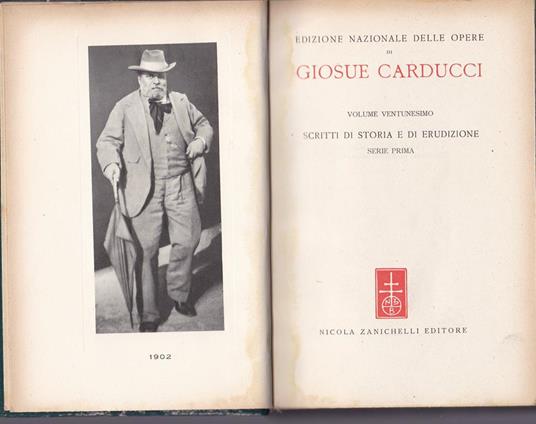 1902
EDIZIONE NAZIONALE DELLE OPERE
DI
GIOSUE CARDUCCI
VOLUME VENTUNESIMO
SCRITTI DI STORIA E DI ERUDIZIONE
SERIE PRIMA
NICOLA ZANICHELLI EDITORE